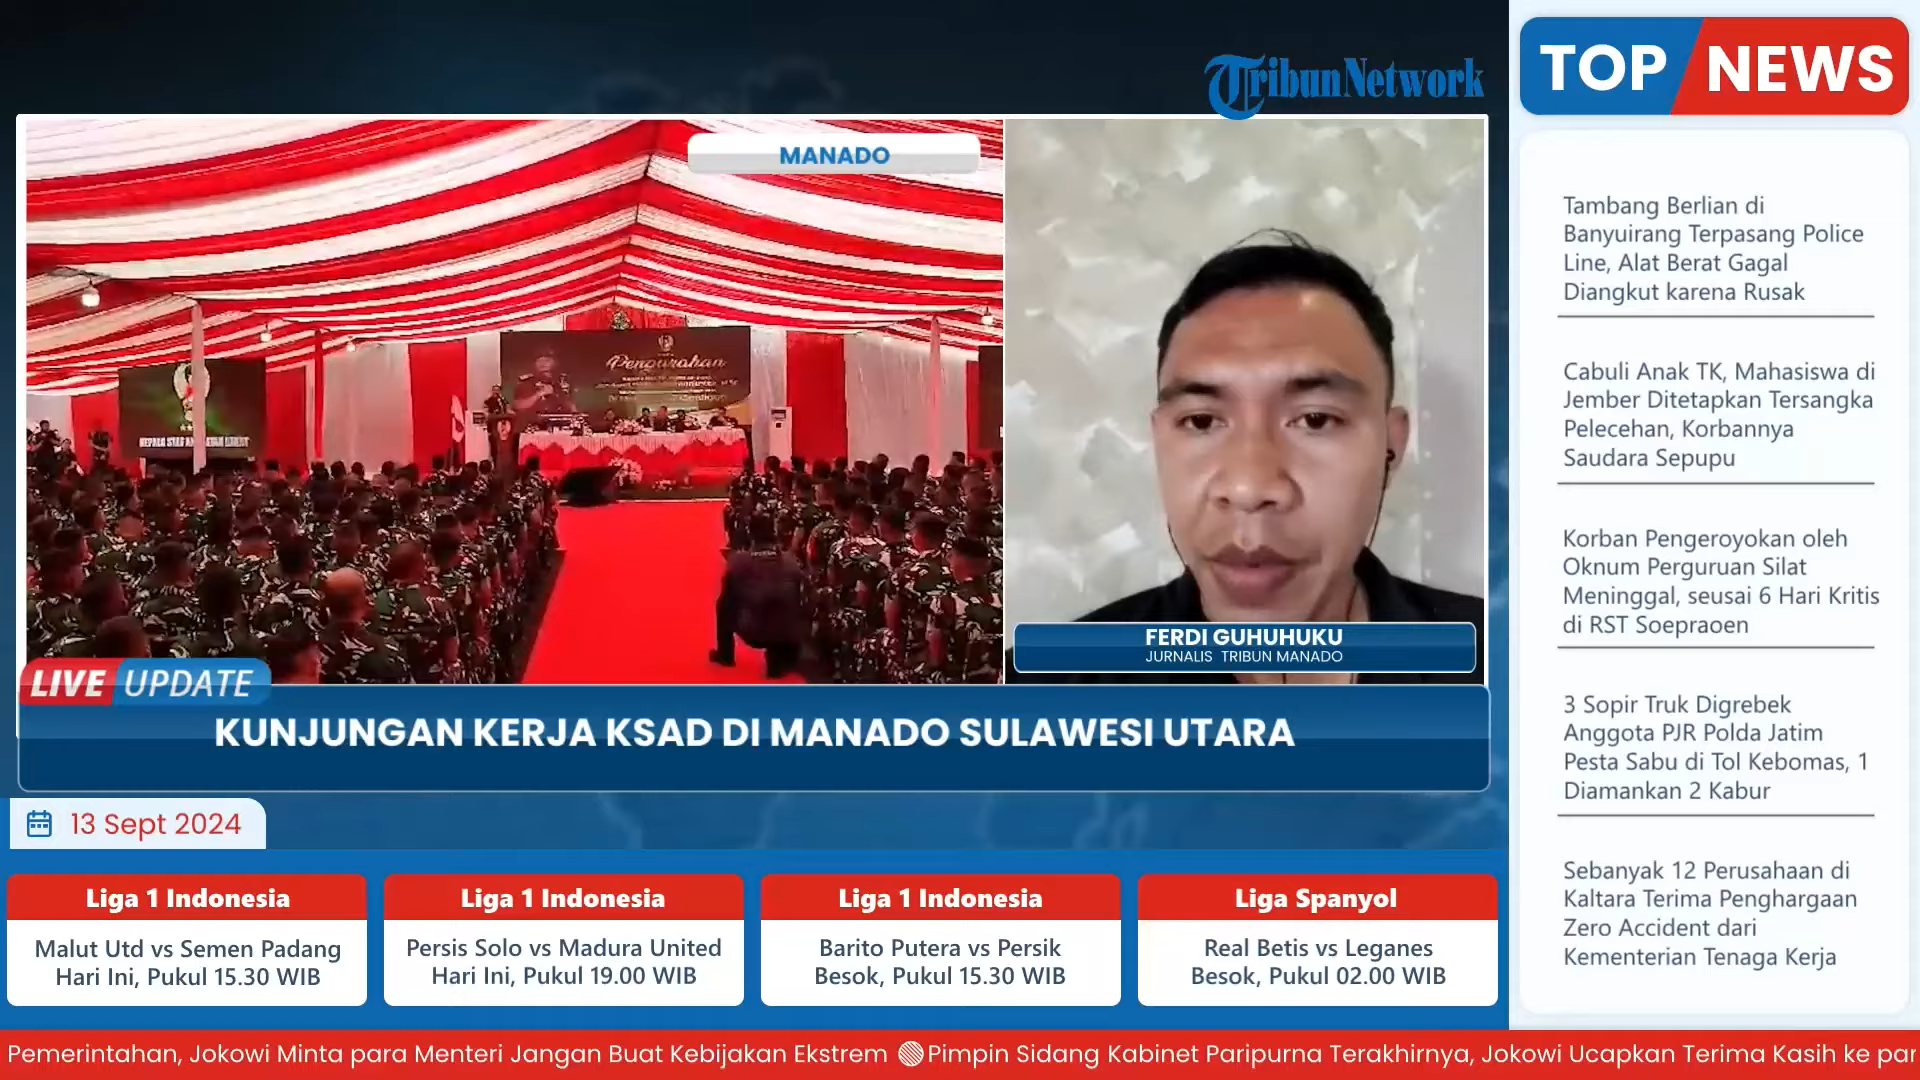 TribunNetwork
MANADO
Pengarahan
KEPALA STAF ANGKATAN DARAT
FERDI GUHUHUKU
JURNALIS TRIBUN MANADO
LIVE UPDATE
KUNJUNGAN KERJA KSAD DI MANADO SULAWESI UTARA
13 Sept 2024
Liga 1 Indonesia
Malut Utd vs Semen Padang
Hari Ini, Pukul 15.30 WIB
Liga 1 Indonesia
Persis Solo vs Madura United
Hari Ini, Pukul 19.00 WIB
Liga 1 Indonesia
Barito Putera vs Persik
Besok, Pukul 15.30 WIB
Liga Spanyol
Real Betis vs Leganes
Besok, Pukul 02.00 WIB
TOP NEWS
Tambang Berlian di
Banyuirang Terpasang Police
Line, Alat Berat Gagal
Diangkut karena Rusak
Cabuli Anak TK, Mahasiswa di
Jember Ditetapkan Tersangka
Pelecehan, Korbannya
Saudara Sepupu
Korban Pengeroyokan oleh
Oknum Perguruan Silat
Meninggal, seusai 6 Hari Kritis
di RST Soepraoen
3 Sopir Truk Digrebek
Anggota PJR Polda Jatim
Pesta Sabu di Tol Kebomas, 1
Diamankan 2 Kabur
Sebanyak 12 Perusahaan di
Kaltara Terima Penghargaan
Zero Accident dari
Kementerian Tenaga Kerja
Pemerintahan, Jokowi Minta para Menteri Jangan Buat Kebijakan Ekstrem Pimpin Sidang Kabinet Paripurna Terakhirnya, Jokowi Ucapkan Terima Kasih ke par